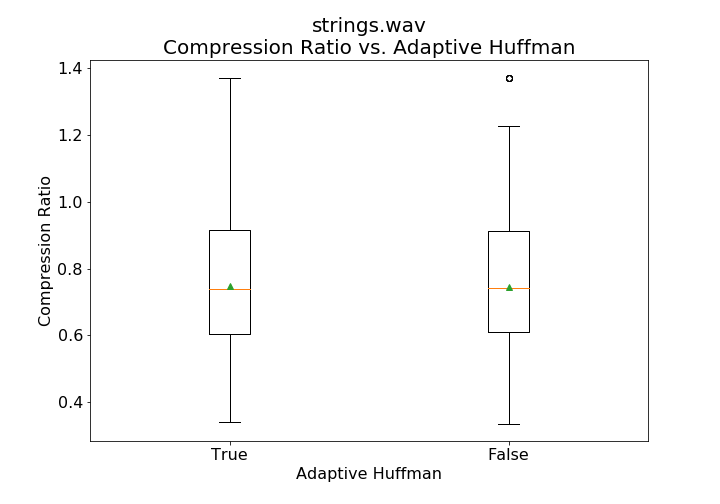 strings.wav
Compression Ratio vs. Adaptive Huffman
1.4
1.2
1.0
0.8
0.6
0.4
Compression Ratio
True
False
Adaptive Huffman